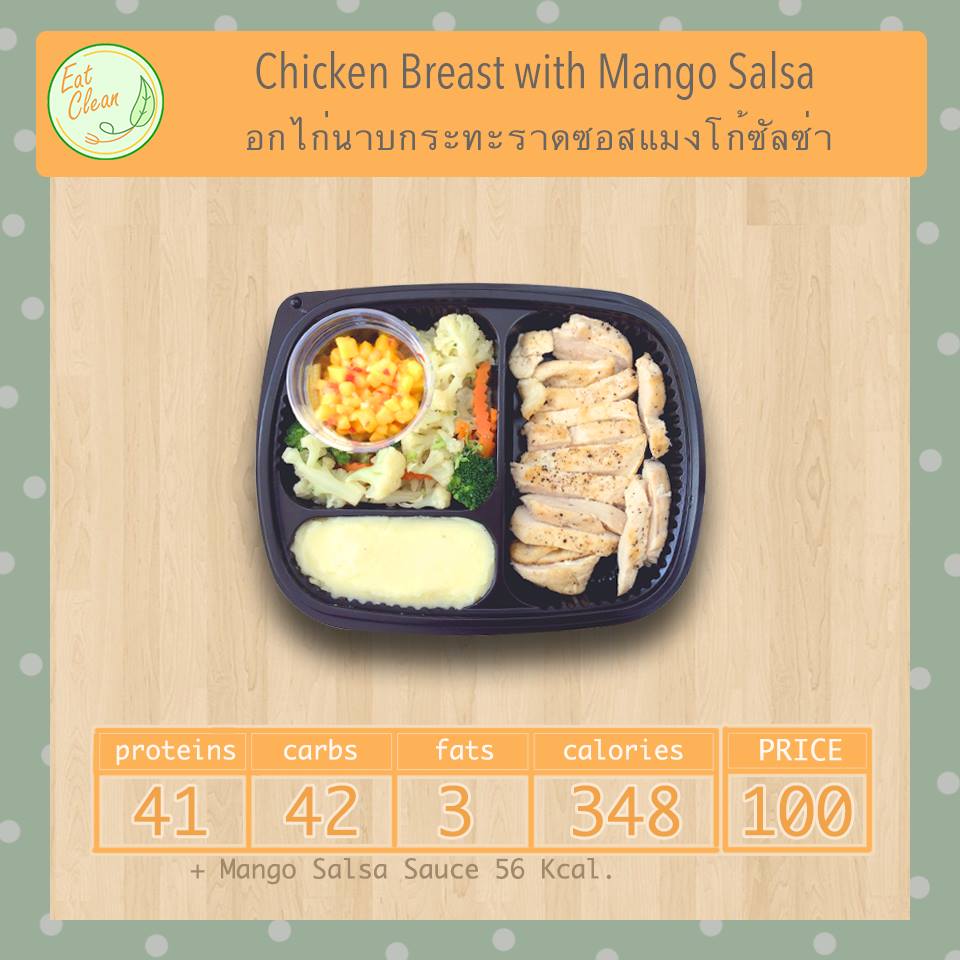 Eat
Clean
Chicken Breast with Mango Salsa
อกไก่นาบกระทะราดซอสแมงโก้ซัลซ่า
proteins carbs fats calories PRICE
41 42 3 348 100
+ Mango Salsa Sauce 56 Kcal.